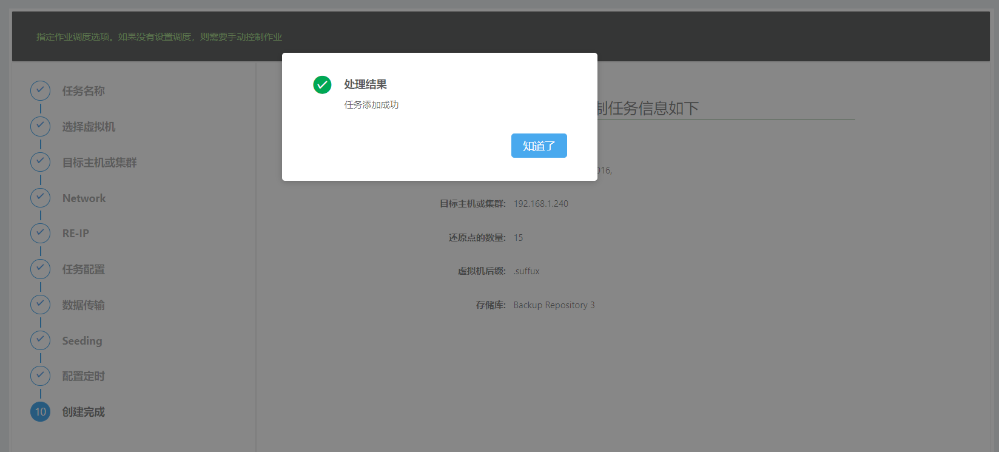 指定作业调度选项。如果没有设置调度，则需要手动控制作业
任务名称
选择虚拟机
目标主机或集群
Network
RE-IP
任务配置
数据传输
Seeding
配置定时
10 创建完成
处理结果
任务添加成功
知道了
制任务信息如下
016,
目标主机或集群: 192.168.1.240
还原点的数量: 15
虚拟机后缀: .suffux
存储库: Backup Repository 3